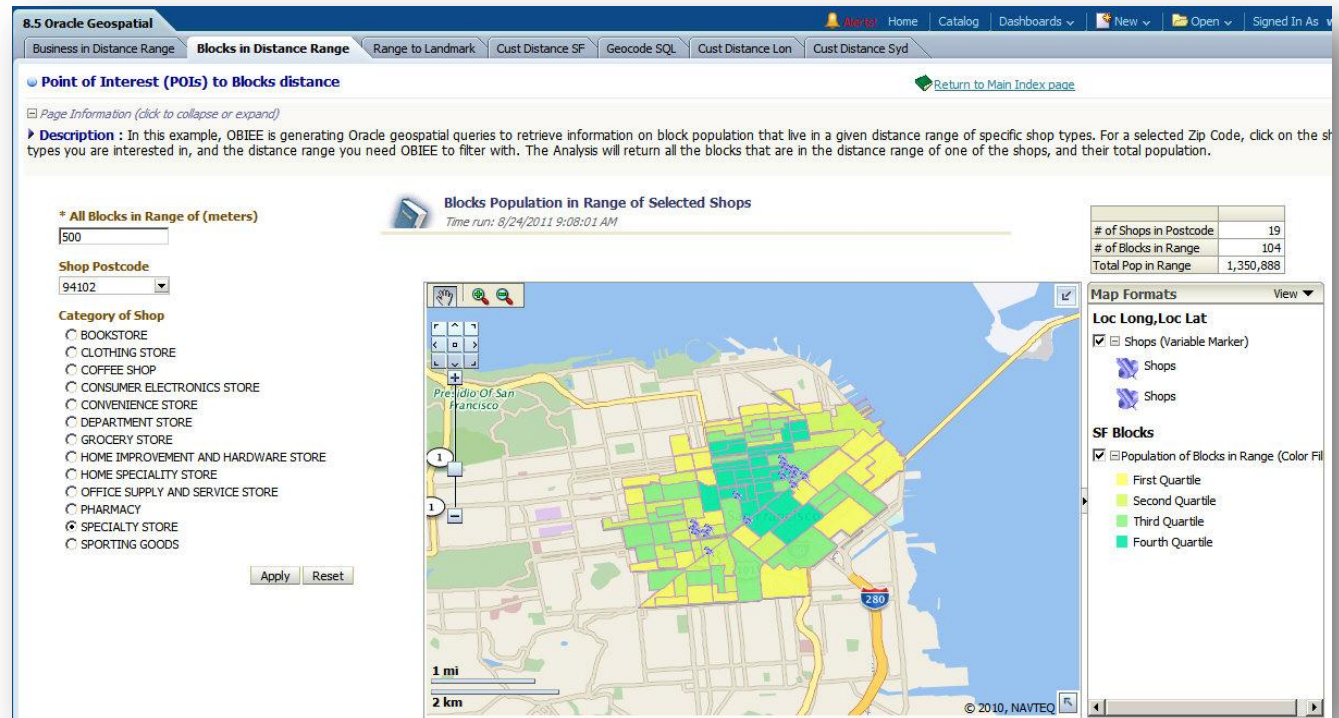 8.5 Oracle Geospatial
Alerts! Home Catalog Dashboards New Open Signed In As
Business in Distance Range Blocks in Distance Range Range to Landmark Cust Distance SF Geocode SQL Cust Distance Lon Cust Distance Syd
Point of Interest (POIs) to Blocks distance
Return to Main Index page
Page Information (click to collapse or expand)
Description : In this example, OBIEE is generating Oracle geospatial queries to retrieve information on block population that live in a given distance range of specific shop types. For a selected Zip Code, click on the sh
types you are interested in, and the distance range you need OBIEE to filter with. The Analysis will return all the blocks that are in the distance range of one of the shops, and their total population.
* All Blocks in Range of (meters)
500
Shop Postcode
94102
Category of Shop
BOOKSTORE
CLOTHING STORE
COFFEE SHOP
CONSUMER ELECTRONICS STORE
CONVENIENCE STORE
DEPARTMENT STORE
GROCERY STORE
HOME IMPROVEMENT AND HARDWARE STORE
HOME SPECIALITY STORE
OFFICE SUPPLY AND SERVICE STORE
PHARMACY
SPECIALTY STORE
SPORTING GOODS
Apply Reset
Blocks Population in Range of Selected Shops
Time run: 8/24/2011 9:08:01 AM
# of Shops in Postcode 19
# of Blocks in Range 104
Total Pop in Range 1,350,888
Presidio Of San
Francisco
1
1
280
1 mi
2 km
© 2010, NAVTEQ
Map Formats View
Loc Long,Loc Lat
Shops (Variable Marker)
Shops
Shops
SF Blocks
Population of Blocks in Range (Color Fil
First Quartile
Second Quartile
Third Quartile
Fourth Quartile